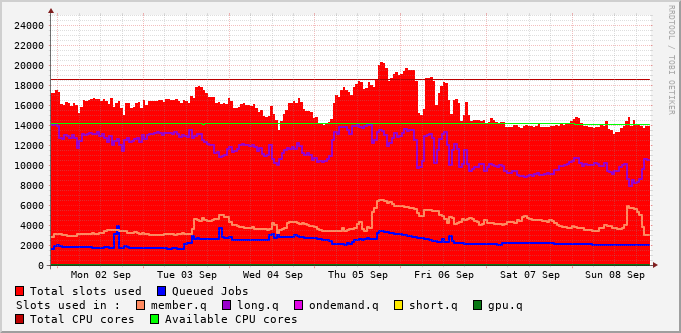 RRDTOOL / TOBI OETIKER
24000
22000
20000
18000
16000
14000
12000
10000
8000
6000
4000
2000
0
Mon 02 Sep Tue 03 Sep Wed 04 Sep Thu 05 Sep Fri 06 Sep Sat 07 Sep Sun 08 Sep
Total slots used Queued Jobs
Slots used in : member.q long.q ondemand.q short.q gpu.q
Total CPU cores Available CPU cores